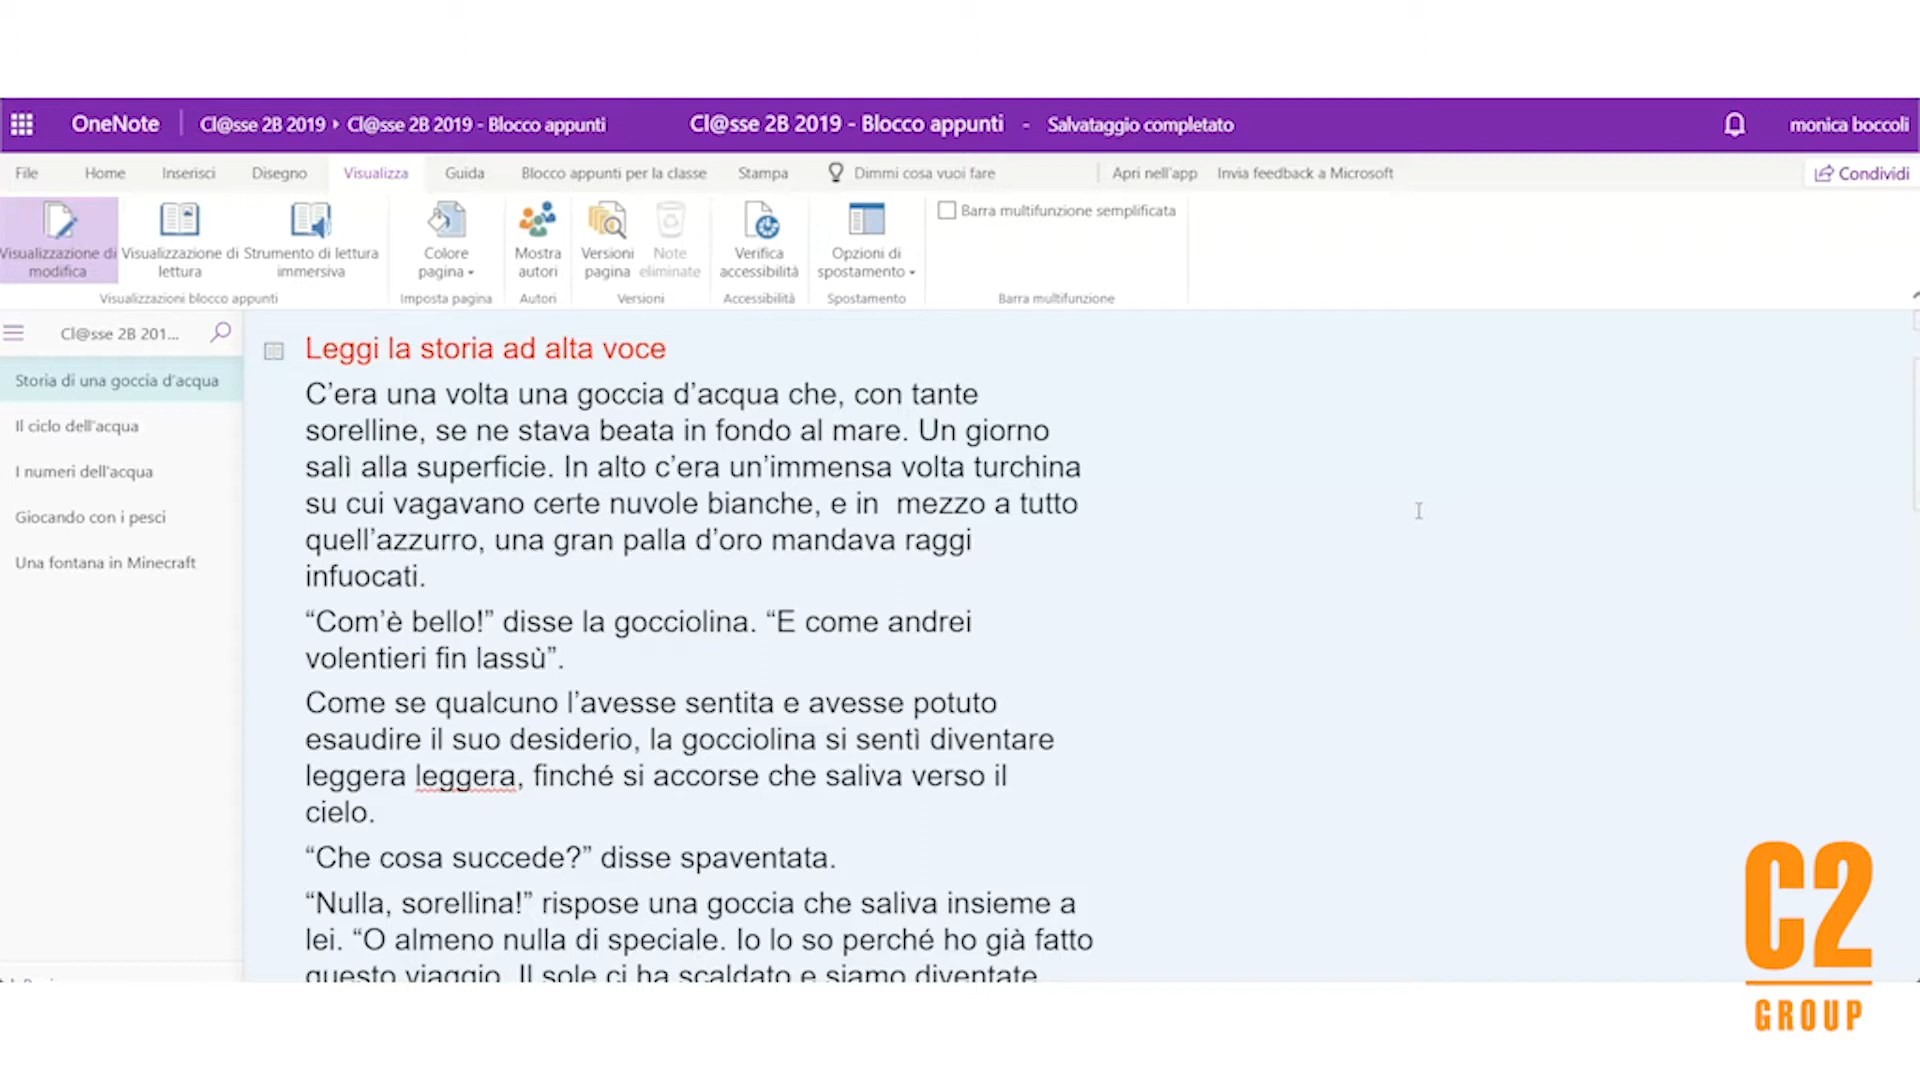 OneNote Cl@sse 2B 2019 Cl@sse 2B 2019 - Blocco appunti Cl@sse 2B 2019 - Blocco appunti - Salvataggio completato monica boccoli
File Home Inserisci Disegno Visualizza Guida Blocco appunti per la classe Stampa Dimmi cosa vuoi fare Apri nell'app Invia feedback a Microsoft Condividi
Visualizzazione di modifica
Visualizzazione di lettura
Strumento di lettura immersiva
Colore pagina
Mostra autori
Versioni pagina
Note eliminate
Verifica accessibilità
Opzioni di spostamento
Barra multifunzione semplificata
Visualizzazioni blocco appunti Imposta pagina Autori Versioni Accessibilità Spostamento Barra multifunzione
Cl@sse 2B 201...
Storia di una goccia d'acqua
Il ciclo dell'acqua
I numeri dell'acqua
Giocando con i pesci
Una fontana in Minecraft
Leggi la storia ad alta voce
C’era una volta una goccia d’acqua che, con tante
sorelline, se ne stava beata in fondo al mare. Un giorno
salì alla superficie. In alto c’era un’immensa volta turchina
su cui vagavano certe nuvole bianche, e in  mezzo a tutto
quell’azzurro, una gran palla d’oro mandava raggi
infuocati.
“Com’è bello!” disse la gocciolina. “E come andrei
volentieri fin lassù”.
Come se qualcuno l’avesse sentita e avesse potuto
esaudire il suo desiderio, la gocciolina si sentì diventare
leggera leggera, finché si accorse che saliva verso il
cielo.
“Che cosa succede?” disse spaventata.
“Nulla, sorellina!” rispose una goccia che saliva insieme a
lei. “O almeno nulla di speciale. Io lo so perché ho già fatto
questo viaggio. Il sole ci ha scaldato e siamo diventate
C2
GROUP